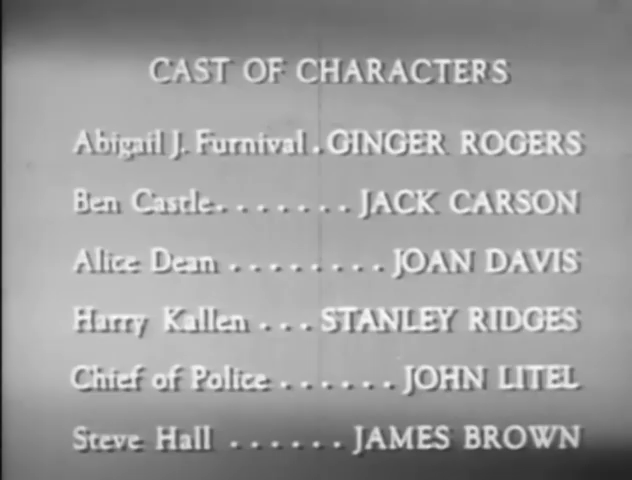 CAST OF CHARACTERS
Abigail J. Furnival . GINGER ROGERS
Ben Castle . . . . . . . JACK CARSON
Alice Dean . . . . . . . . JOAN DAVIS
Harry Kallen . . . STANLEY RIDGES
Chief of Police . . . . . . JOHN LITEL
Steve Hall . . . . . . JAMES BROWN